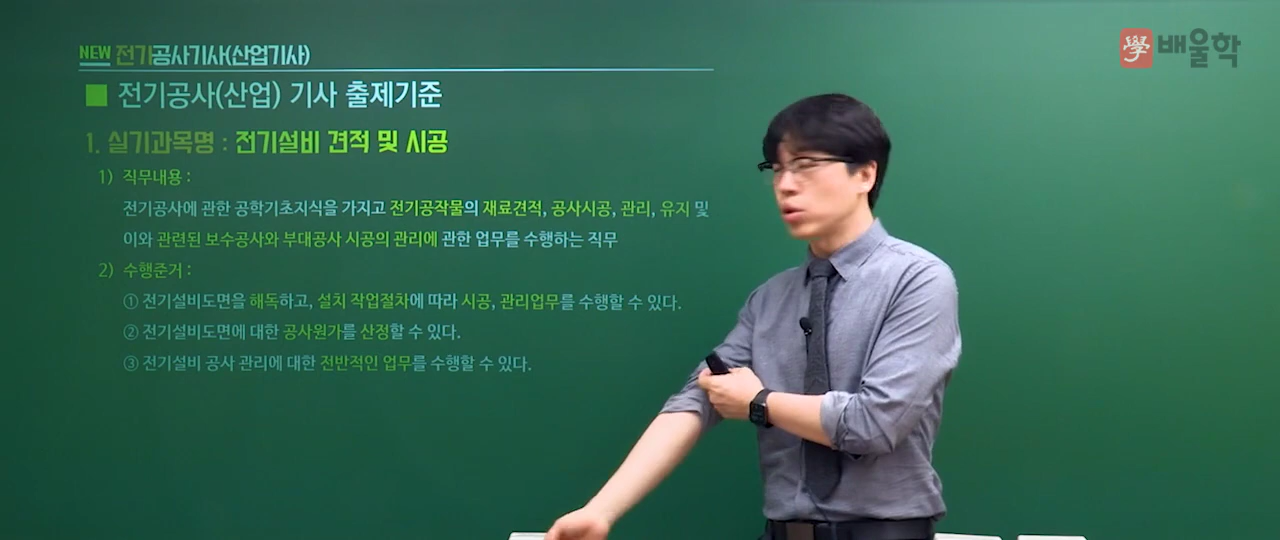 NEW 전기공사기사(산업기사)
學 배울학
■ 전기공사(산업) 기사 출제기준
1. 실기과목명 : 전기설비 견적 및 시공
1) 직무내용 :
전기공사에 관한 공학기초지식을 가지고 전기공작물의 재료견적, 공사시공, 관리, 유지 및
이와 관련된 보수공사와 부대공사 시공의 관리에 관한 업무를 수행하는 직무
2) 수행준거 :
① 전기설비도면을 해독하고, 설치 작업절차에 따라 시공, 관리업무를 수행할 수 있다.
② 전기설비도면에 대한 공사원가를 산정할 수 있다.
③ 전기설비 공사 관리에 대한 전반적인 업무를 수행할 수 있다.